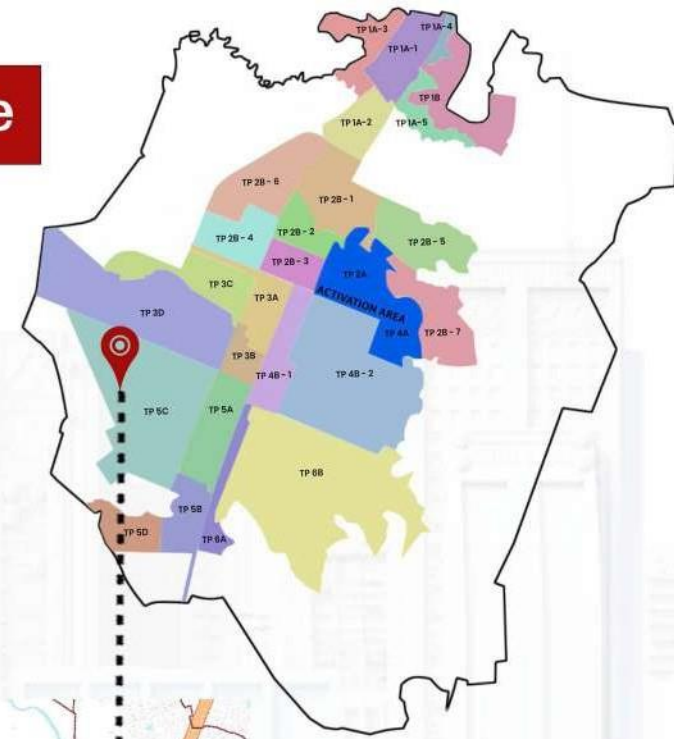 e
TP 1A-3
TP 1A-4
TP 1A-1
TP 1B
TP 1A-2
TP 1A-5
TP 2B - 6
TP 2B - 1
TP 2B - 4
TP 2B - 2
TP 2B - 5
TP 2B - 3
TP 2A
TP 3C
TP 3A
ACTIVATION AREA
TP 3D
TP 4A
TP 2B - 7
TP 3B
TP 4B - 1
TP 4B - 2
TP 5C
TP 5A
TP 6B
TP 5B
TP 5D
TP 6A